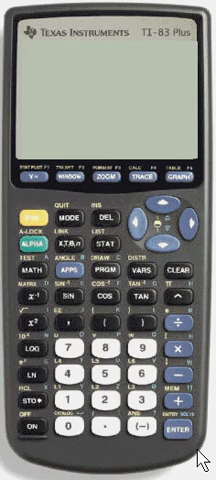 TEXAS INSTRUMENTS TI-83 Plus
STAT PLOT F1 TBLSET F2 FORMAT F3 CALC F4 TABLE F5
Y= WINDOW ZOOM TRACE GRAPH
QUIT INS
2nd MODE DEL
A-LOCK LINK LIST
ALPHA X,T,θ,n STAT
TEST A ANGLE B DRAW C DISTR
MATH APPS PRGM VARS CLEAR
MATRX D SIN⁻¹ E COS⁻¹ F TAN⁻¹ G π H
x⁻¹ SIN COS TAN ^
x² , ( ) ÷
LOG 7 8 9 ×
LN 4 5 6 −
RCL X MEM
STO▸ 1 2 3 +
OFF CATALOG ANS ENTRY SOLVE
ON 0 . (−) ENTER